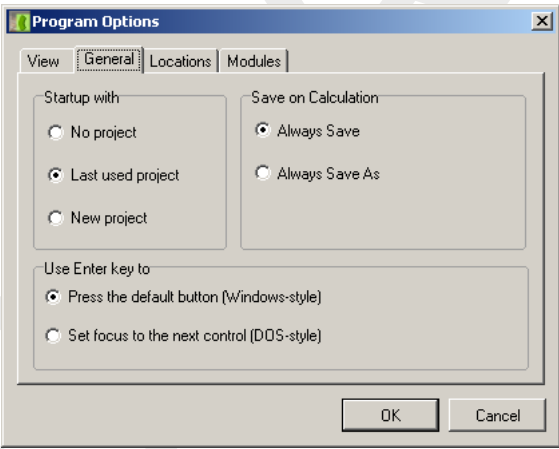 Program Options
View General Locations Modules
Startup with
No project
Last used project
New project
Save on Calculation
Always Save
Always Save As
Use Enter key to
Press the default button (Windows-style)
Set focus to the next control (DOS-style)
OK Cancel